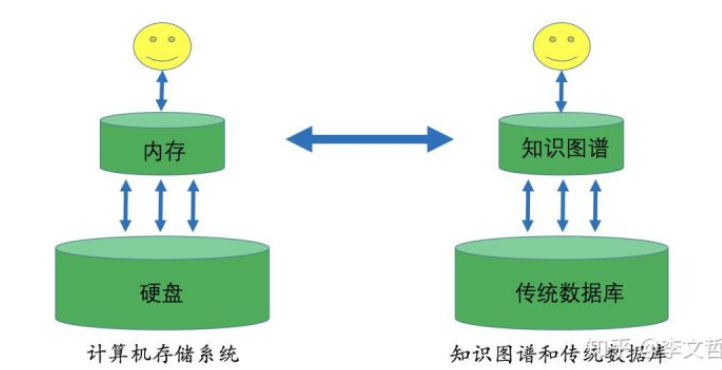 内存
知识图谱
硬盘
传统数据库
计算机存储系统
知识图谱和传统数据库
知乎 @李文哲